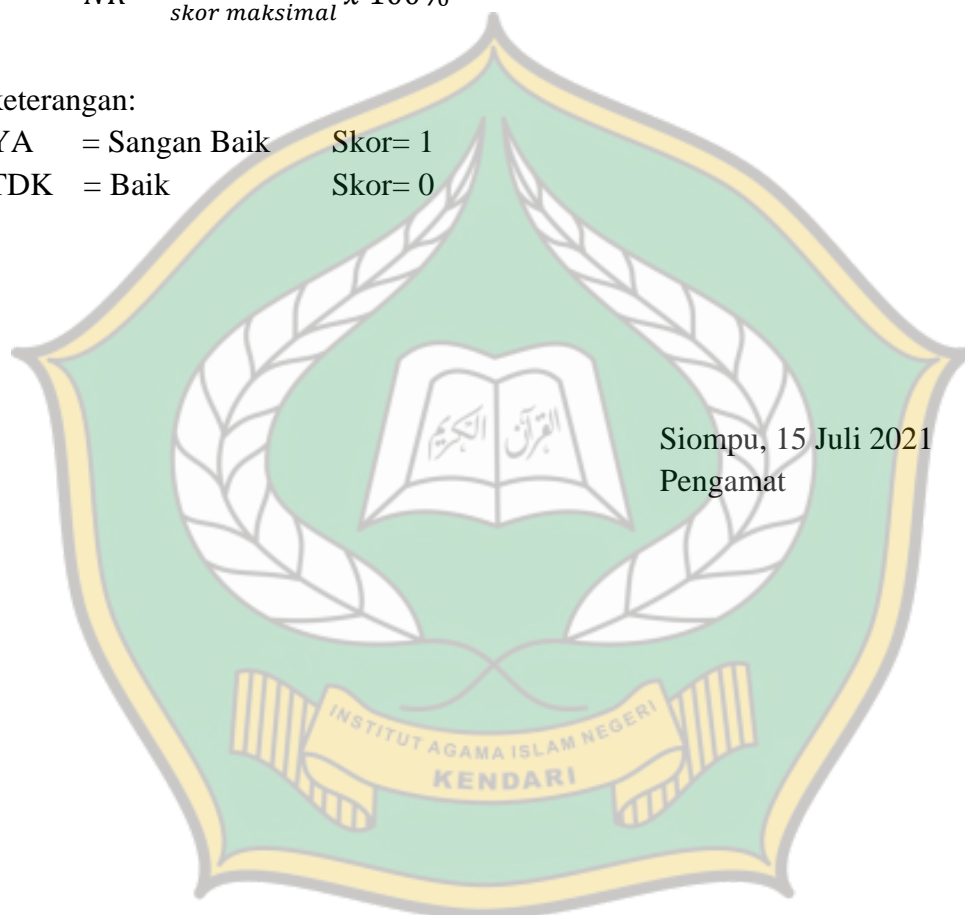 skor maksimal x 100%
keterangan:
YA = Sangan Baik Skor= 1
TDK = Baik Skor= 0
القرآن الكريم
Siompu, 15 Juli 2021
Pengamat
INSTITUT AGAMA ISLAM NEGERI
KENDARI